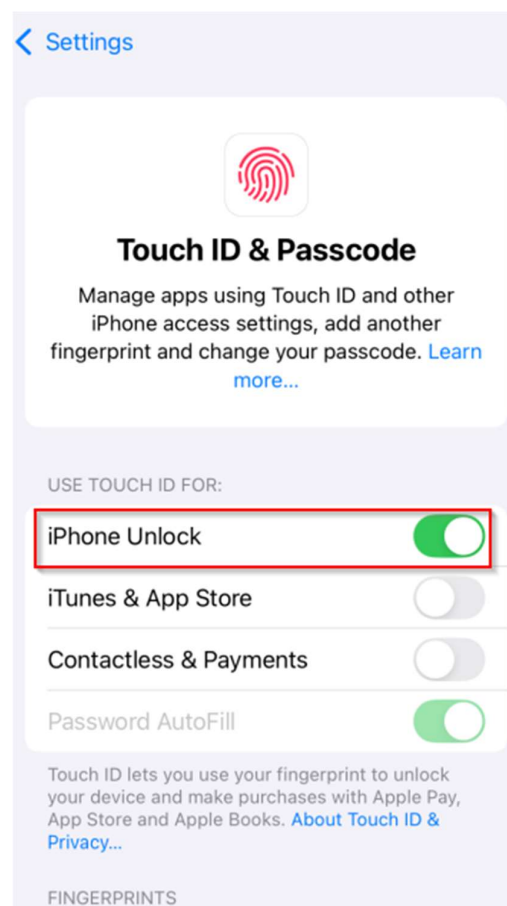 Settings
Touch ID & Passcode
Manage apps using Touch ID and other
iPhone access settings, add another
fingerprint and change your passcode. Learn
more...
USE TOUCH ID FOR:
iPhone Unlock
iTunes & App Store
Contactless & Payments
Password AutoFill
Touch ID lets you use your fingerprint to unlock
your device and make purchases with Apple Pay,
App Store and Apple Books. About Touch ID &
Privacy...
FINGERPRINTS